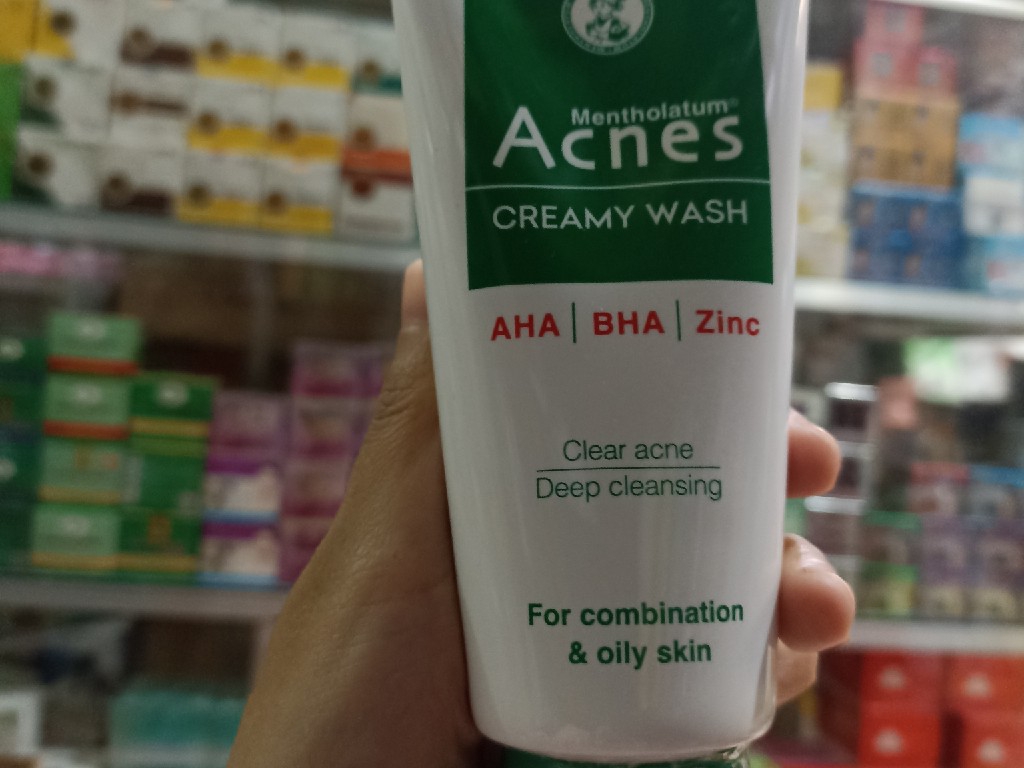 Mentholatum®
Acnes
CREAMY WASH
AHA | BHA | Zinc
Clear acne
Deep cleansing
For combination
& oily skin